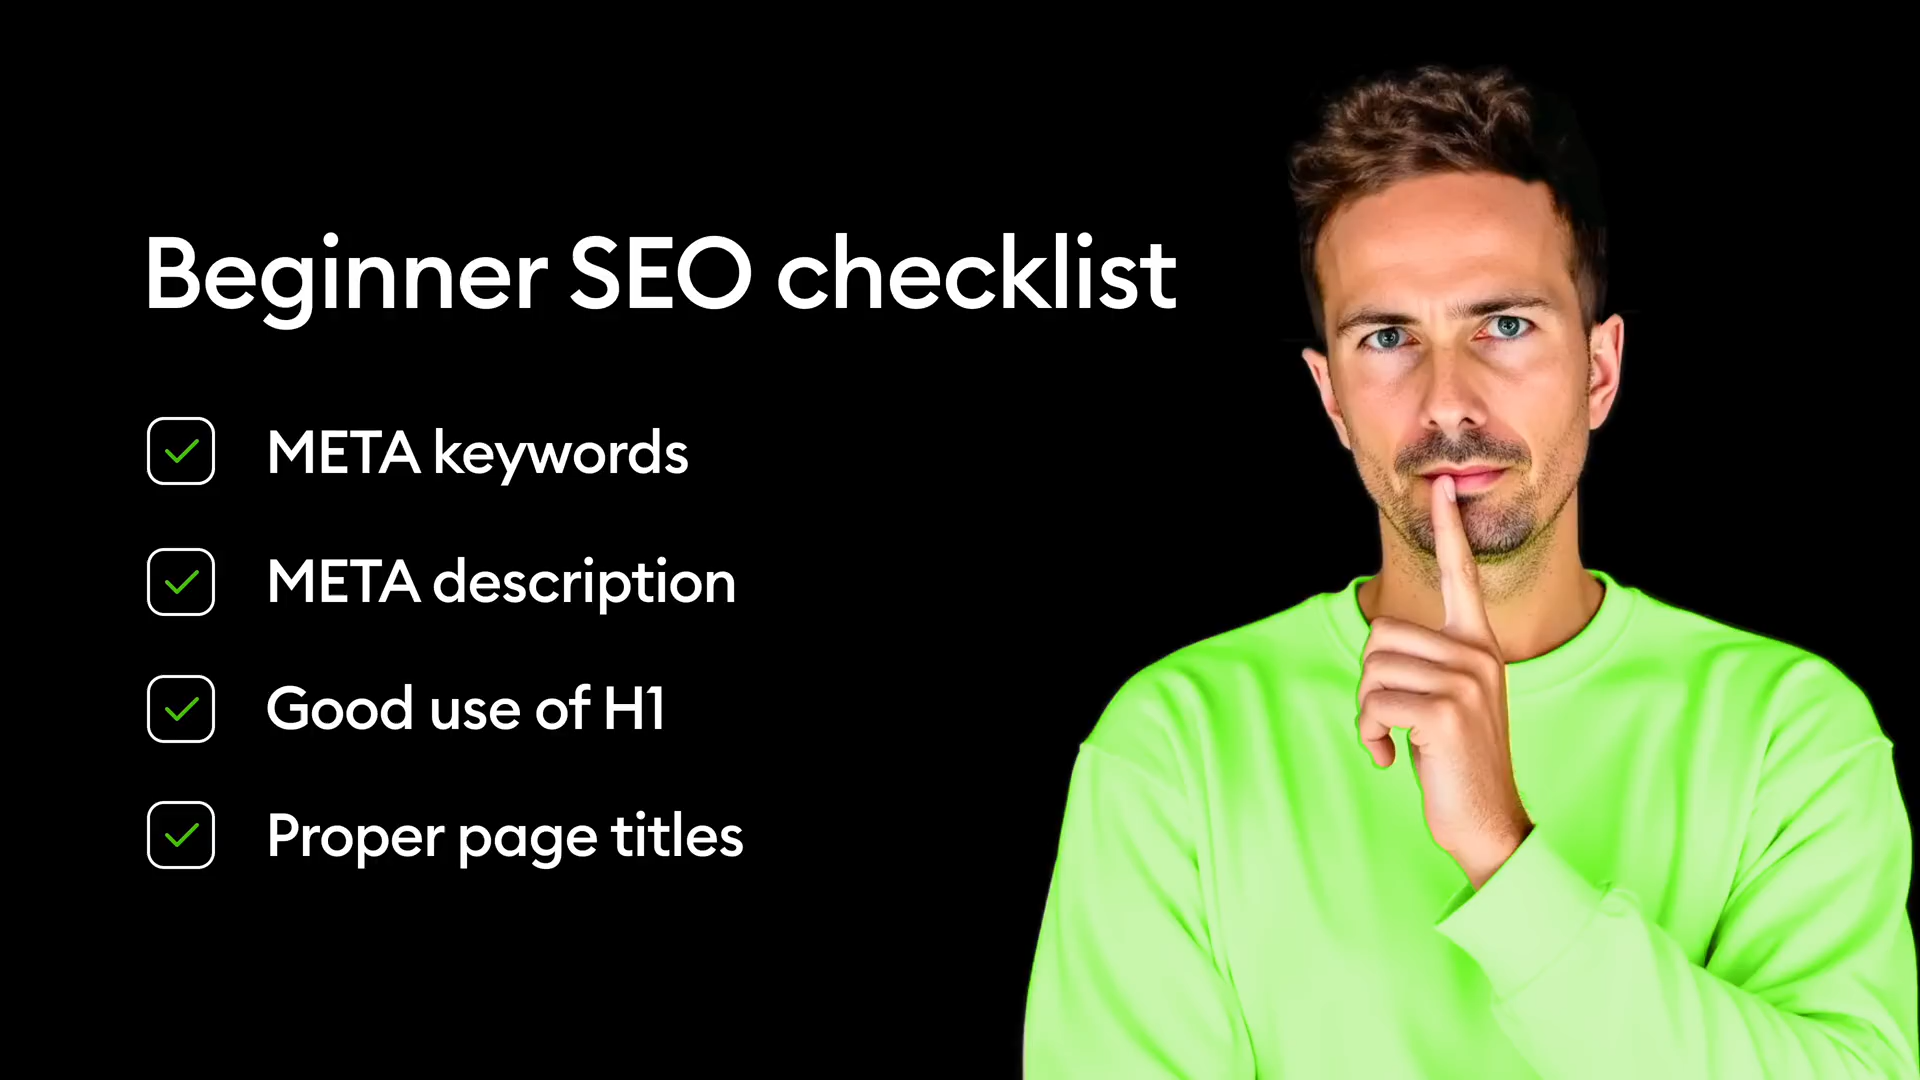 Beginner SEO checklist
META keywords
META description
Good use of H1
Proper page titles